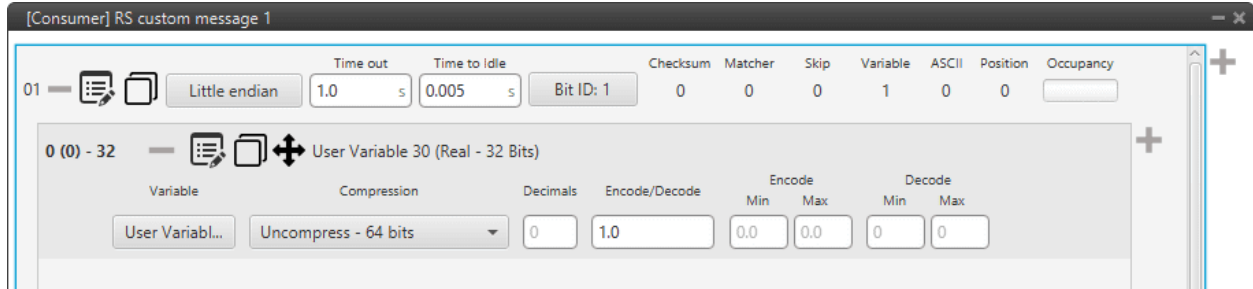 [Consumer] RS custom message 1
Time out Time to Idle Checksum Matcher Skip Variable ASCII Position Occupancy
01 Little endian 1.0 s 0.005 s Bit ID: 1 0 0 0 1 0 0
0 (0) - 32 User Variable 30 (Real - 32 Bits)
Encode Decode
Variable Compression Decimals Encode/Decode Min Max Min Max
User Variabl... Uncompress - 64 bits 0 1.0 0.0 0.0 0 0